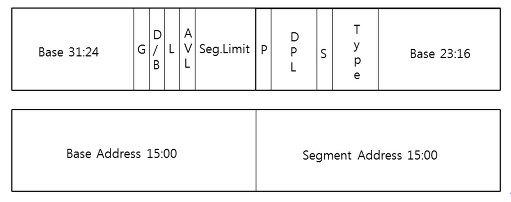 Base 31:24 G D/B L AVL Seg.Limit P DPL S Type Base 23:16
Base Address 15:00 Segment Address 15:00